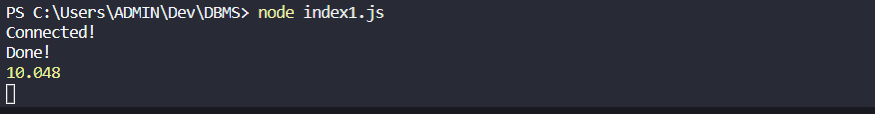 PS C:\Users\ADMIN\Dev\DBMS> node index1.js
Connected!
Done!
10.048